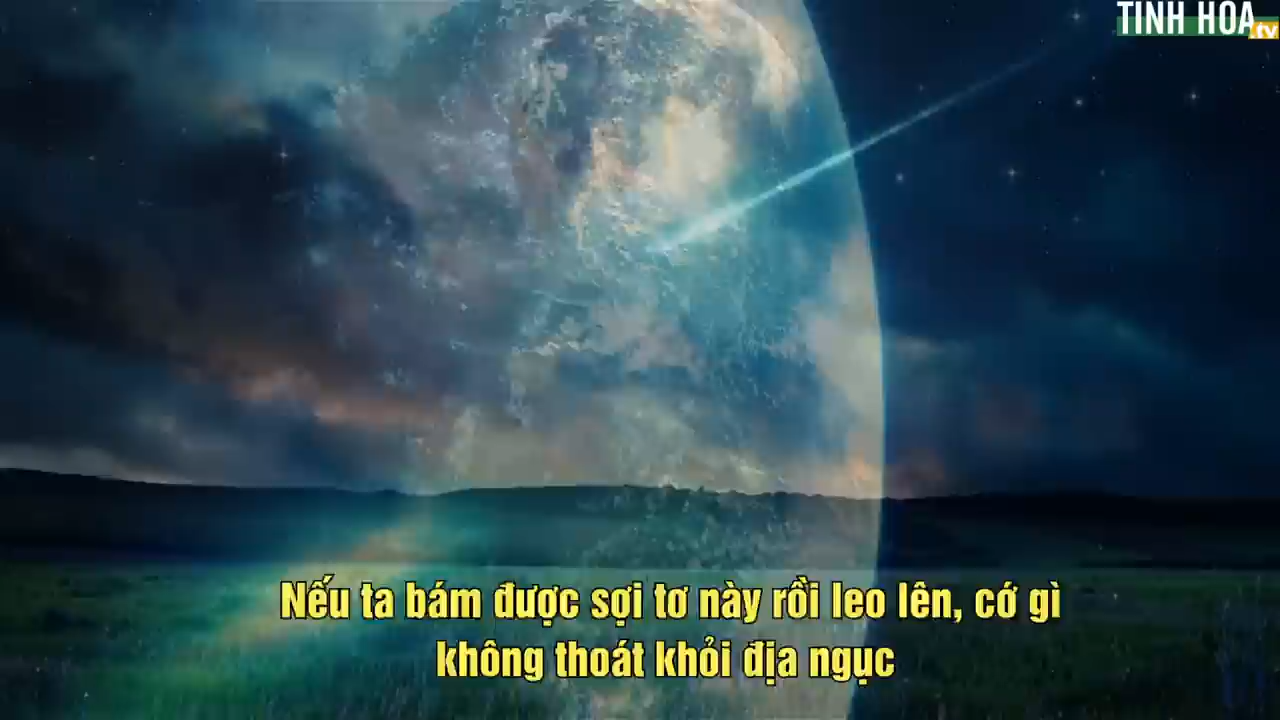 TINH HOA
.tv
Nếu ta bám được sợi tơ này rồi leo lên, cớ gì
không thoát khỏi địa ngục